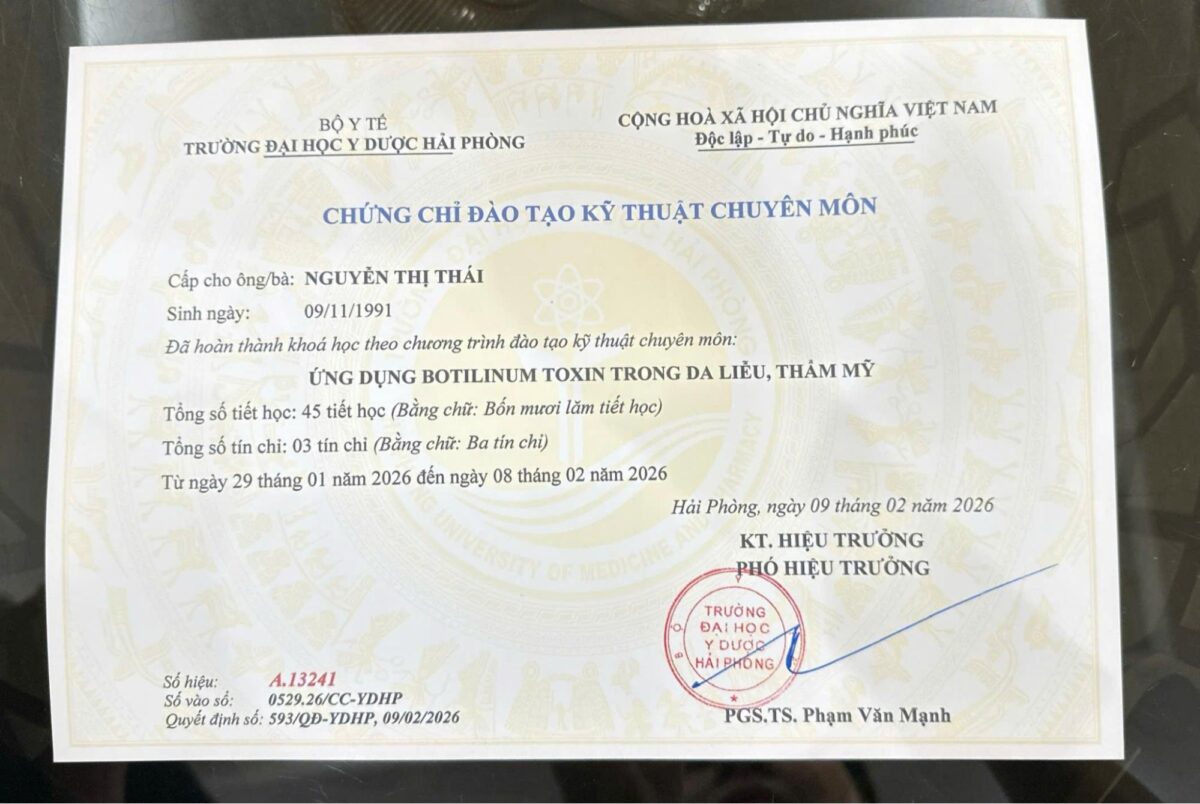 BỘ Y TẾ
TRƯỜNG ĐẠI HỌC Y DƯỢC HẢI PHÒNG
CỘNG HOÀ XÃ HỘI CHỦ NGHĨA VIỆT NAM
Độc lập - Tự do - Hạnh phúc
CHỨNG CHỈ ĐÀO TẠO KỸ THUẬT CHUYÊN MÔN
Cấp cho ông/bà: NGUYỄN THỊ THÁI
Sinh ngày: 09/11/1991
Đã hoàn thành khoá học theo chương trình đào tạo kỹ thuật chuyên môn:
ỨNG DỤNG BOTILINUM TOXIN TRONG DA LIỄU, THẨM MỸ
Tổng số tiết học: 45 tiết học (Bằng chữ: Bốn mươi lăm tiết học)
Tổng số tín chỉ: 03 tín chỉ (Bằng chữ: Ba tín chỉ)
Từ ngày 29 tháng 01 năm 2026 đến ngày 08 tháng 02 năm 2026
Hải Phòng, ngày 09 tháng 02 năm 2026
KT. HIỆU TRƯỞNG
PHÓ HIỆU TRƯỞNG
TRƯỜNG
ĐẠI HỌC
Y DƯỢC
HẢI PHÒNG
PGS.TS. Phạm Văn Mạnh
Số hiệu: A.13241
Số vào sổ: 0529.26/CC-YDHP
Quyết định số: 593/QĐ-YDHP, 09/02/2026
UNIVERSITY OF MEDICINE AND PHARMACY